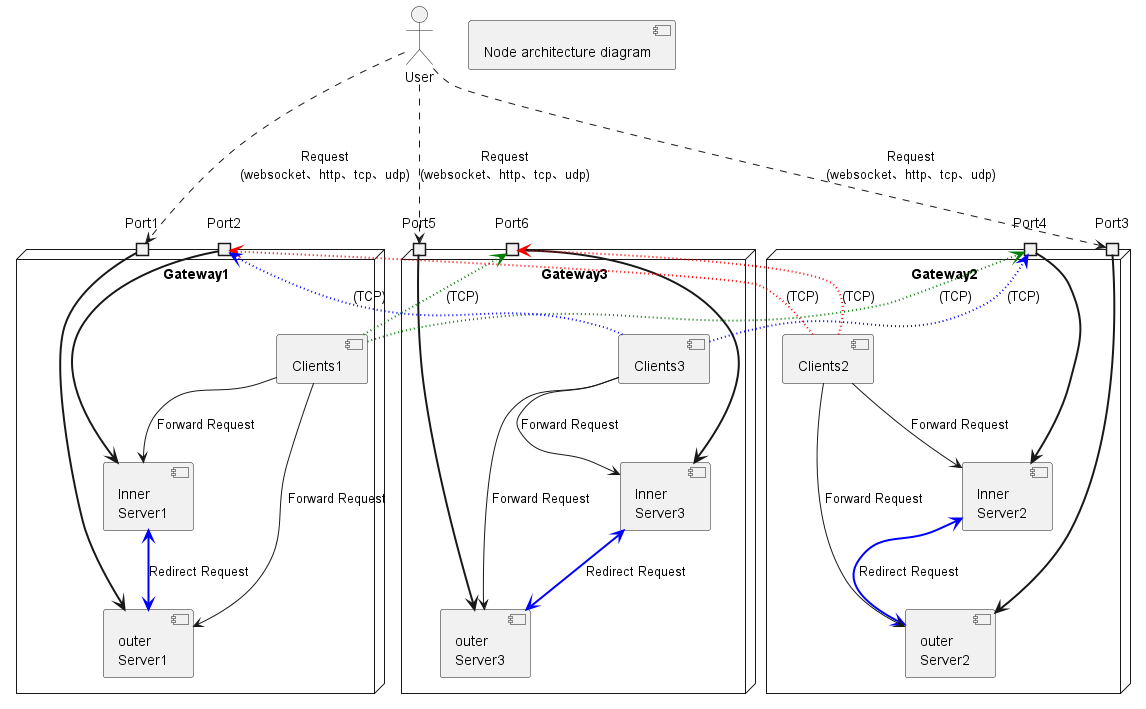 Node architecture diagram
User
Request
(websocket、http、tcp、udp)
Request
(websocket、http、tcp、udp)
Request
(websocket、http、tcp、udp)
Port1
Port2
Port5
Port6
Port4
Port3
Gateway1
Gateway3
Gateway2
(TCP)
(TCP)
(TCP)
(TCP)
(TCP)
(TCP)
Clients1
Clients3
Clients2
Forward Request
Forward Request
Forward Request
Inner
Server1
Inner
Server3
Inner
Server2
Forward Request
Forward Request
Forward Request
Redirect Request
Redirect Request
Redirect Request
outer
Server1
outer
Server3
outer
Server2